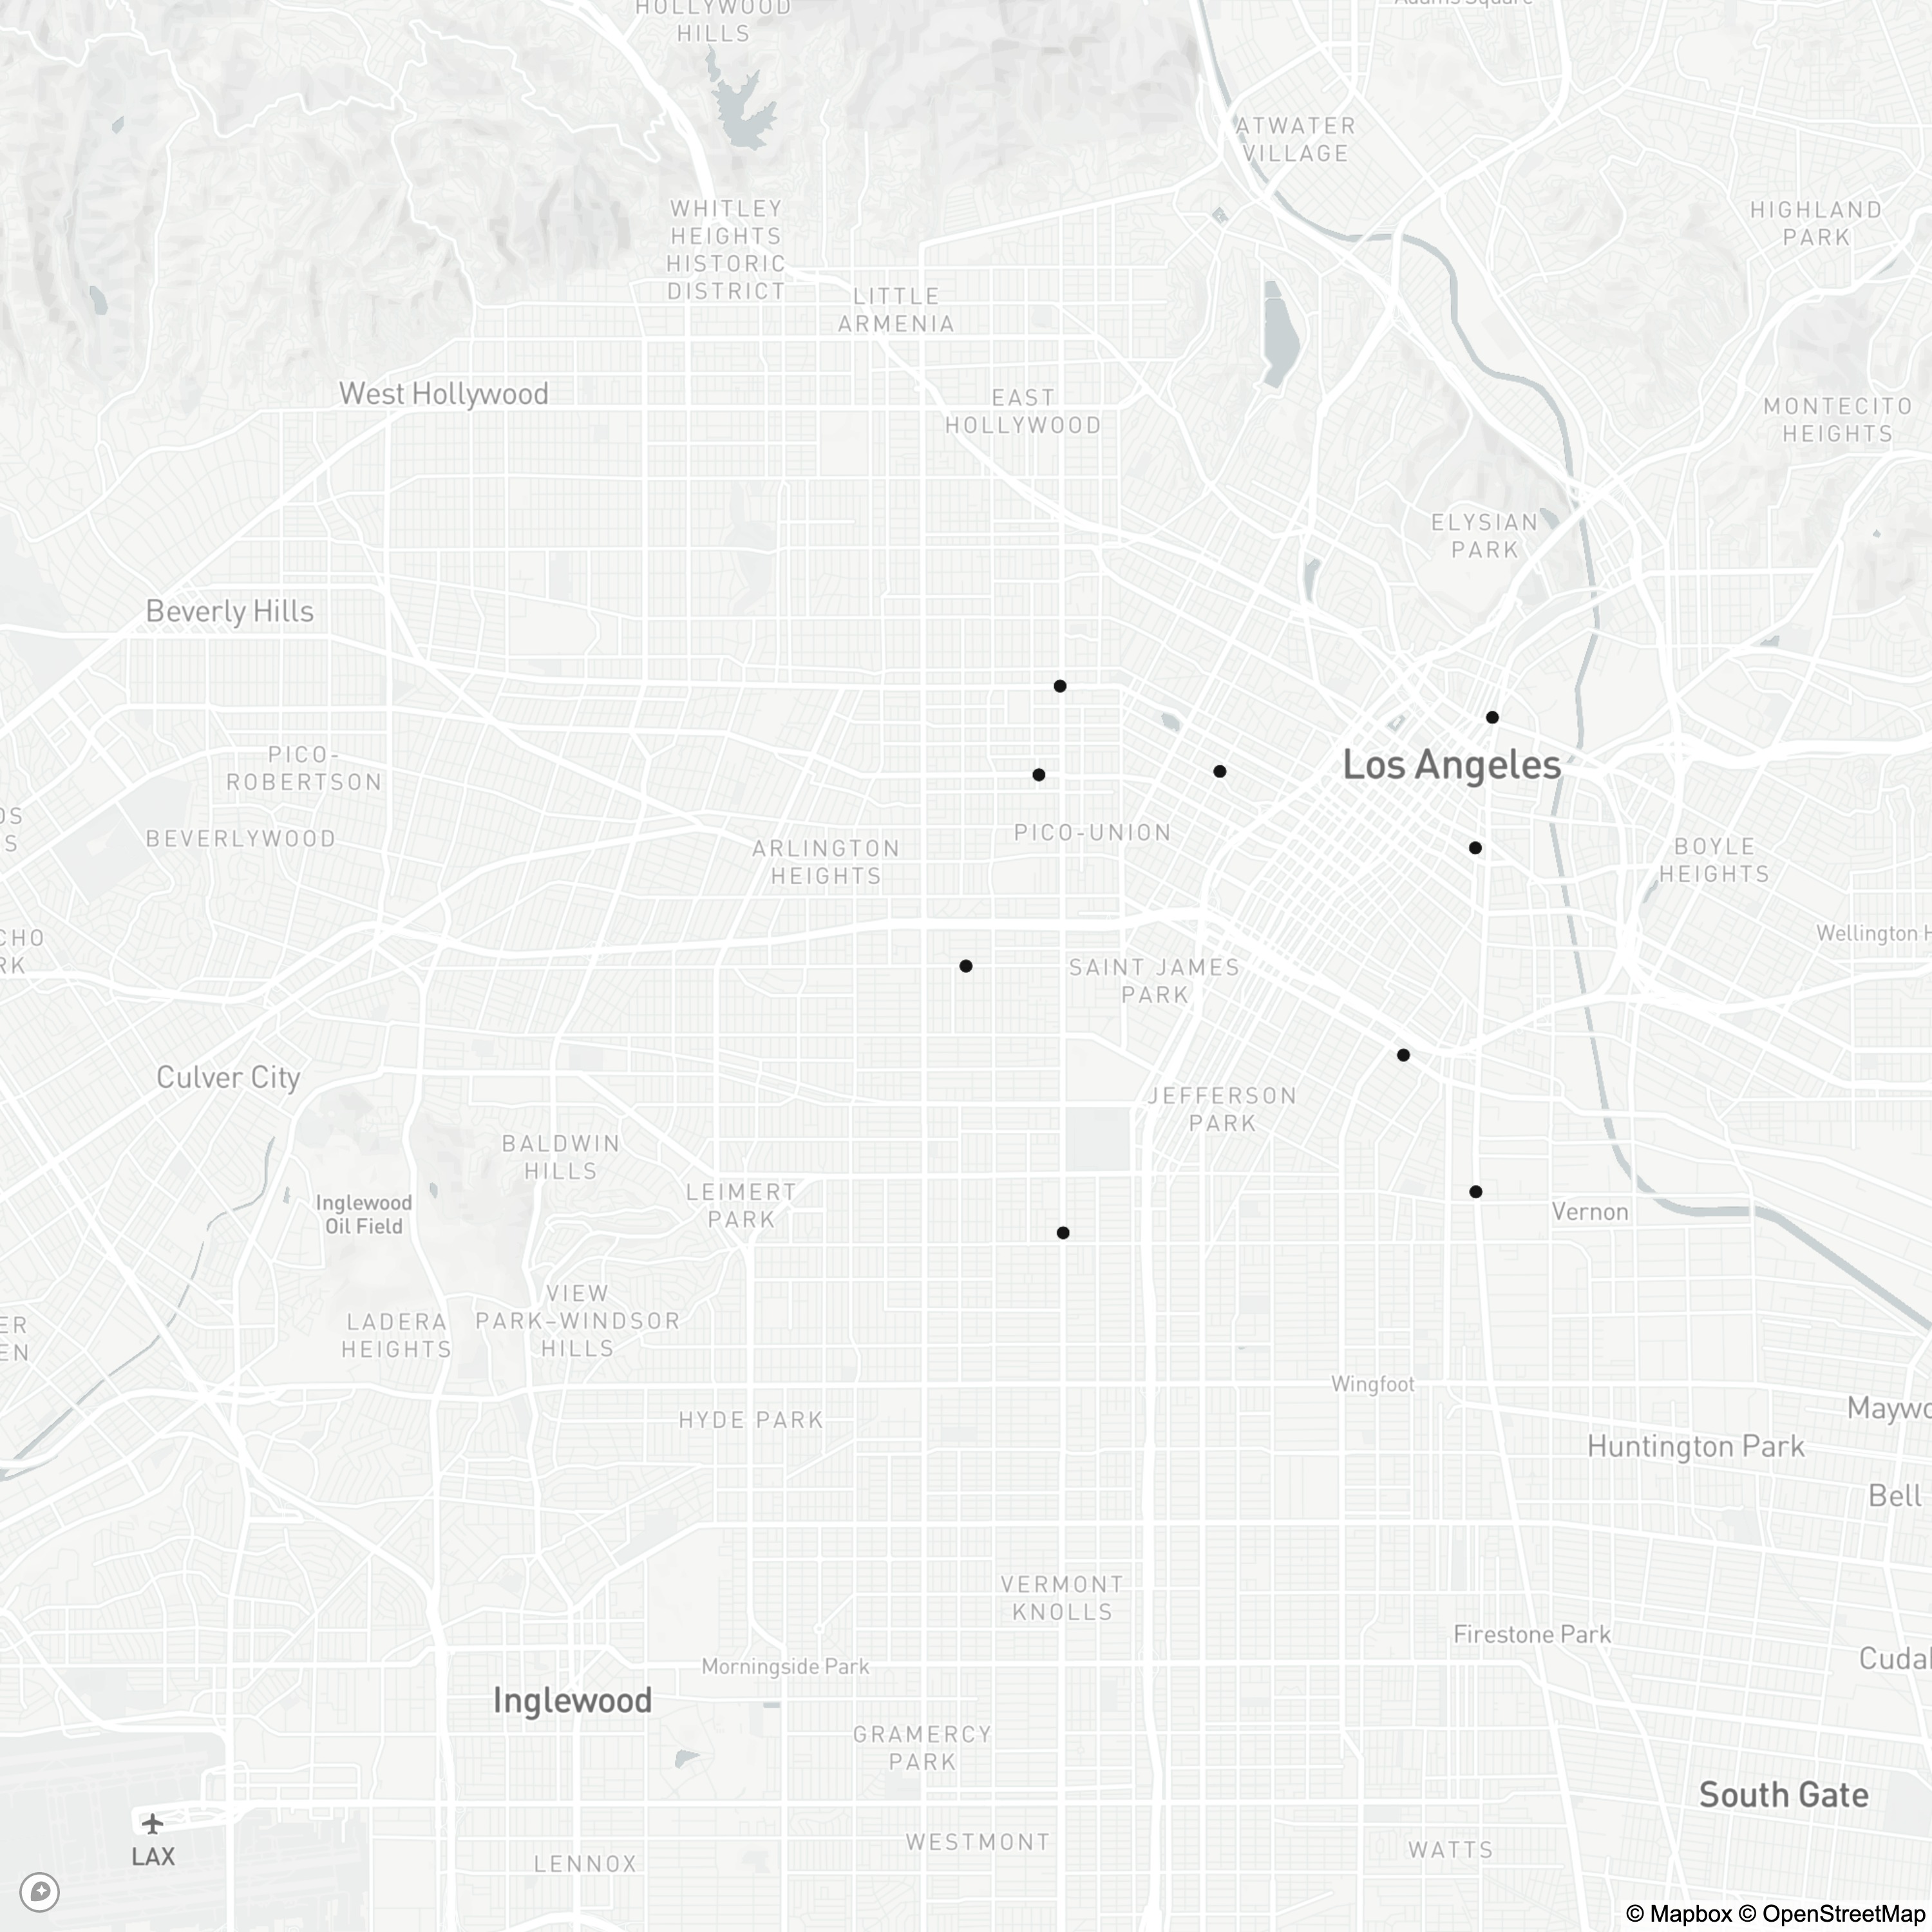 HOLLYWOOD
HILLS
Adams Square
ATWATER
VILLAGE
WHITLEY
HEIGHTS
HISTORIC
DISTRICT
HIGHLAND
PARK
LITTLE
ARMENIA
West Hollywood
EAST
HOLLYWOOD
MONTECITO
HEIGHTS
ELYSIAN
PARK
Beverly Hills
PICO-
ROBERTSON
Los Angeles
OS
S
BEVERLYWOOD
PICO-UNION
ARLINGTON
HEIGHTS
BOYLE
HEIGHTS
CHO
RK
Wellington H
SAINT JAMES
PARK
Culver City
JEFFERSON
PARK
BALDWIN
HILLS
LEIMERT
PARK
Inglewood
Oil Field
Vernon
VIEW
PARK-WINDSOR
HILLS
LADERA
HEIGHTS
ER
EN
Wingfoot
HYDE PARK
Maywo
Huntington Park
Bell
VERMONT
KNOLLS
Firestone Park
Morningside Park
Cudal
Inglewood
GRAMERCY
PARK
South Gate
LAX
WESTMONT
WATTS
LENNOX
© Mapbox © OpenStreetMap